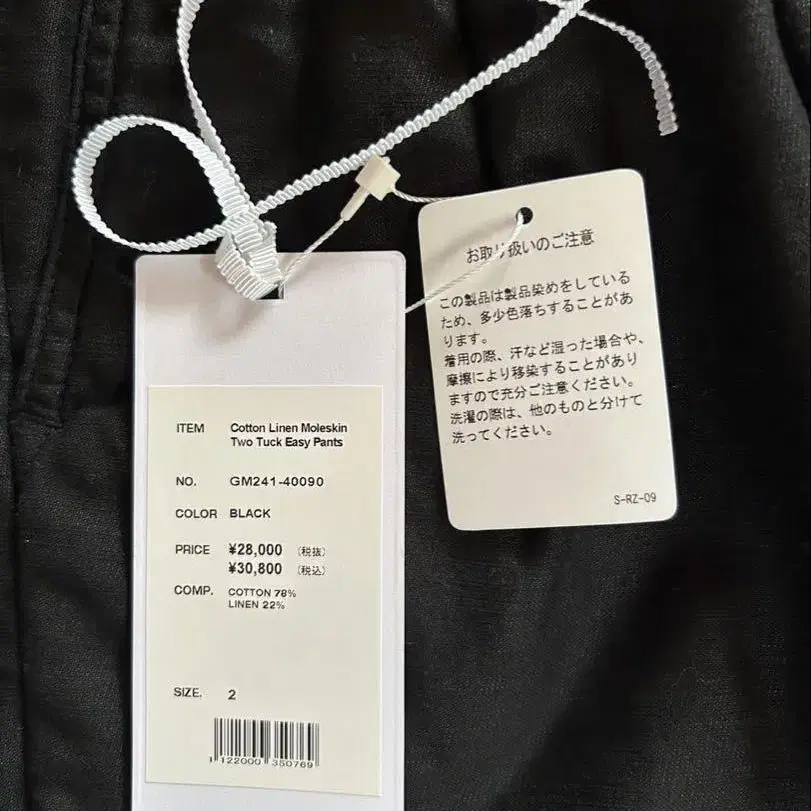 ITEM Cotton Linen Moleskin
Two Tuck Easy Pants
NO. GM241-40090
COLOR BLACK
PRICE ¥28,000 (税抜)
¥30,800 (税込)
COMP. COTTON 78%
LINEN 22%
SIZE. 2
1122000 350769
お取り扱いのご注意
この製品は製品染めをしている
ため、多少色落ちすることがあ
ります。
着用の際、汗など湿った場合や、
摩擦により移染することがあり
ますので充分ご注意ください。
洗濯の際は、他のものと分けて
洗ってください。
S-RZ-09